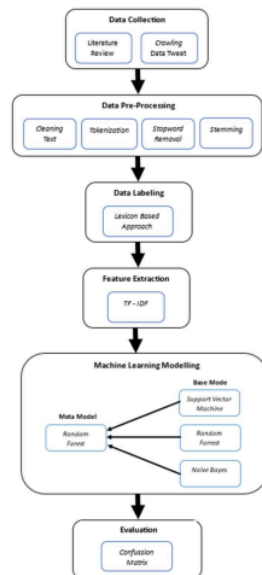 Data Collection
Literature
Review
Crawling
Data Tweet
Data Pre-Processing
Cleaning
Text
Tokenization
Stopword
Removal
Stemming
Data Labeling
Lexicon Based
Approach
Feature Extraction
TF - IDF
Machine Learning Modelling
Base Mode
Support Vector
Machine
Meta Model
Random
Forest
Random
Forrest
Naïve Bayes
Evaluation
Confussion
Matrix